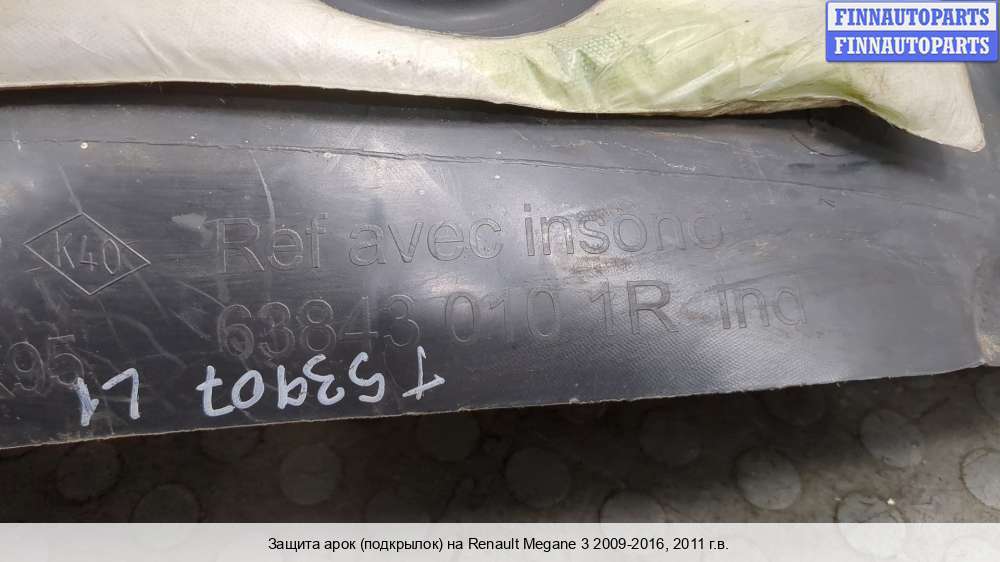 FINNAUTOPARTS
FINNAUTOPARTS
K40
Ref avec insono
63843 010 1R ind
95
T53907 L1
Защита арок (подкрылок) на Renault Megane 3 2009-2016, 2011 г.в.